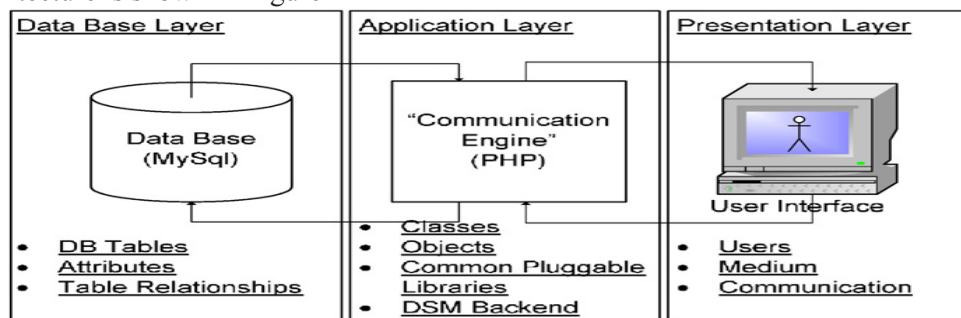 Data Base Layer
Data Base
(MySql)
• DB Tables
• Attributes
• Table Relationships
Application Layer
“Communication
Engine”
(PHP)
• Classes
• Objects
• Common Pluggable
Libraries
• DSM Backend
Presentation Layer
User Interface
• Users
• Medium
• Communication